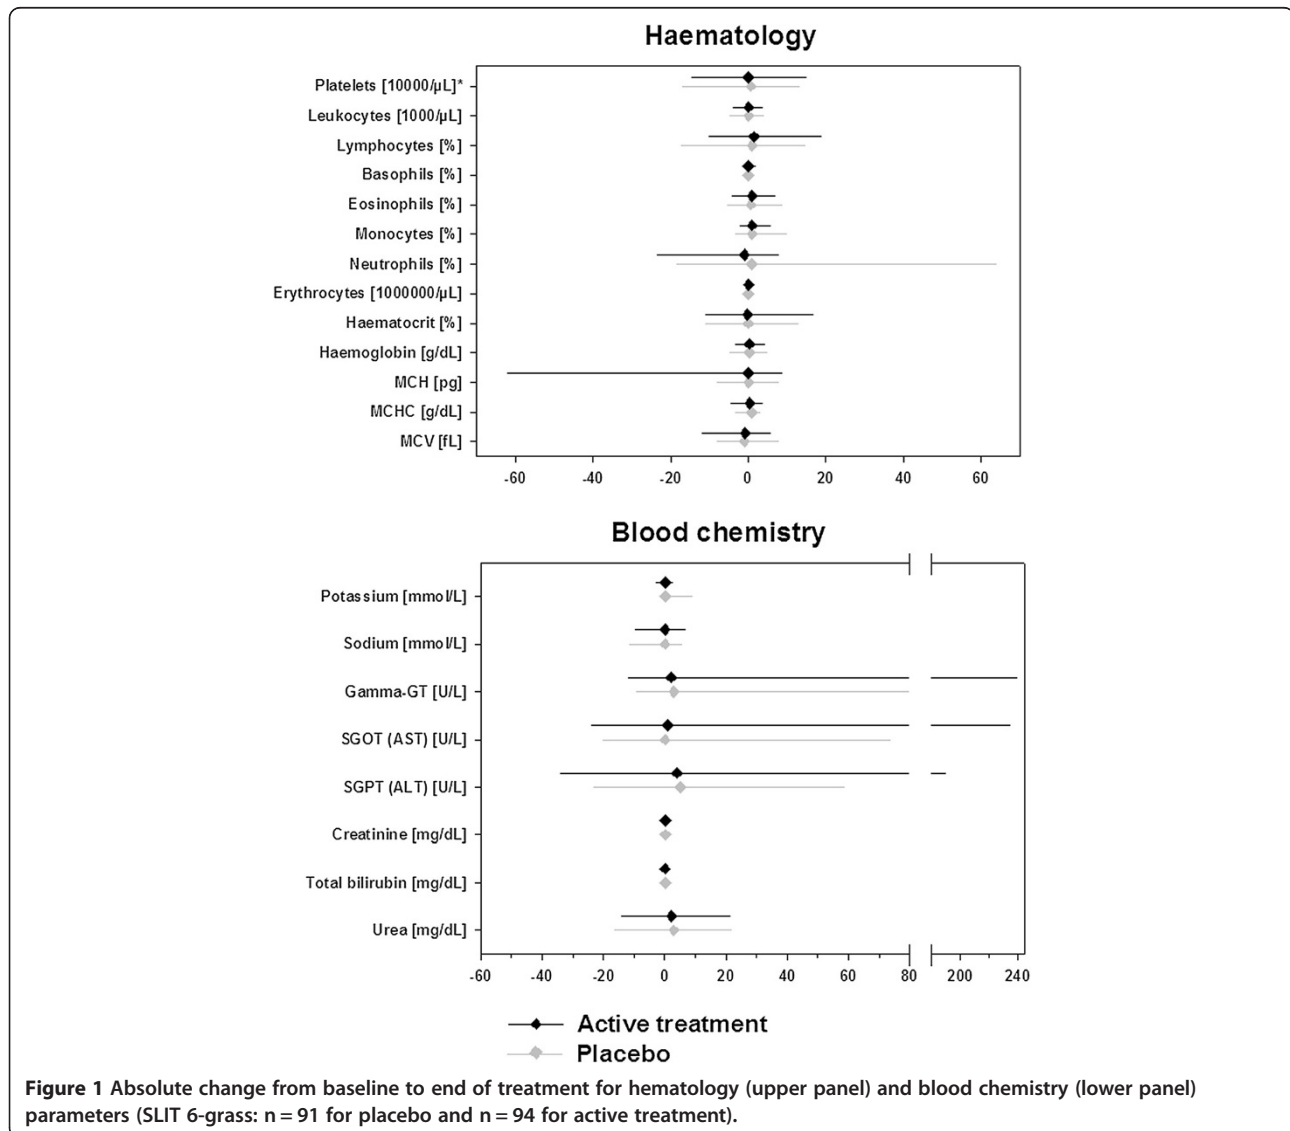 Haematology
Platelets [10000/µL]*
Leukocytes [1000/µL]
Lymphocytes [%]
Basophils [%]
Eosinophils [%]
Monocytes [%]
Neutrophils [%]
Erythrocytes [1000000/µL]
Haematocrit [%]
Haemoglobin [g/dL]
MCH [pg]
MCHC [g/dL]
MCV [fL]
-60 -40 -20 0 20 40 60
Blood chemistry
Potassium [mmol/L]
Sodium [mmol/L]
Gamma-GT [U/L]
SGOT (AST) [U/L]
SGPT (ALT) [U/L]
Creatinine [mg/dL]
Total bilirubin [mg/dL]
Urea [mg/dL]
-60 -40 -20 0 20 40 60 80 200 240
Active treatment
Placebo
Figure 1 Absolute change from baseline to end of treatment for hematology (upper panel) and blood chemistry (lower panel)
parameters (SLIT 6-grass: n = 91 for placebo and n = 94 for active treatment).